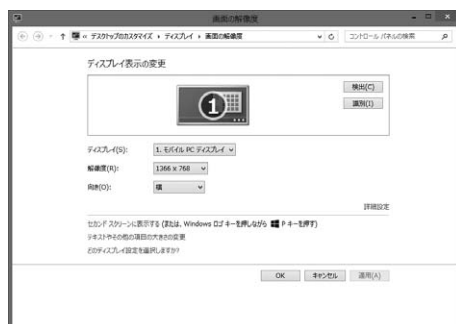 画面の解像度
« デスクトップのカスタマイズ ▸ ディスプレイ ▸ 画面の解像度
コントロール パネルの検索
ディスプレイ表示の変更
1
検出(C)
識別(I)
ディスプレイ(S): 1. モバイル PC ディスプレイ
解像度(R): 1366 x 768
向き(O): 横
詳細設定
セカンド スクリーンに表示する (または、Windows ロゴ キーを押しながら P キーを押す)
テキストやその他の項目の大きさの変更
どのディスプレイ設定を選択しますか?
OK キャンセル 適用(A)